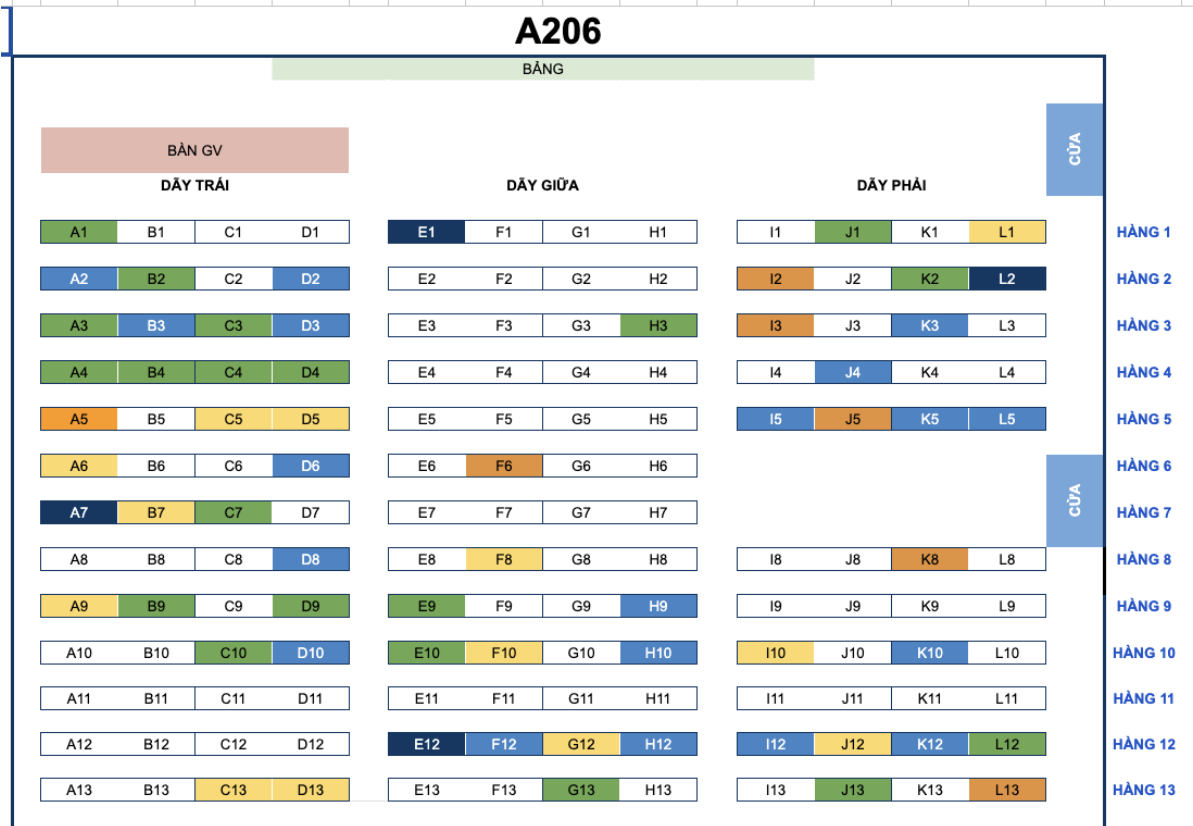 A206
BẢNG
CỬA
BÀN GV
DÃY TRÁI DÃY GIỮA DÃY PHẢI
A1 B1 C1 D1 E1 F1 G1 H1 I1 J1 K1 L1 HÀNG 1
A2 B2 C2 D2 E2 F2 G2 H2 I2 J2 K2 L2 HÀNG 2
A3 B3 C3 D3 E3 F3 G3 H3 I3 J3 K3 L3 HÀNG 3
A4 B4 C4 D4 E4 F4 G4 H4 I4 J4 K4 L4 HÀNG 4
A5 B5 C5 D5 E5 F5 G5 H5 I5 J5 K5 L5 HÀNG 5
A6 B6 C6 D6 E6 F6 G6 H6 HÀNG 6
CỬA
A7 B7 C7 D7 E7 F7 G7 H7 HÀNG 7
A8 B8 C8 D8 E8 F8 G8 H8 I8 J8 K8 L8 HÀNG 8
A9 B9 C9 D9 E9 F9 G9 H9 I9 J9 K9 L9 HÀNG 9
A10 B10 C10 D10 E10 F10 G10 H10 I10 J10 K10 L10 HÀNG 10
A11 B11 C11 D11 E11 F11 G11 H11 I11 J11 K11 L11 HÀNG 11
A12 B12 C12 D12 E12 F12 G12 H12 I12 J12 K12 L12 HÀNG 12
A13 B13 C13 D13 E13 F13 G13 H13 I13 J13 K13 L13 HÀNG 13